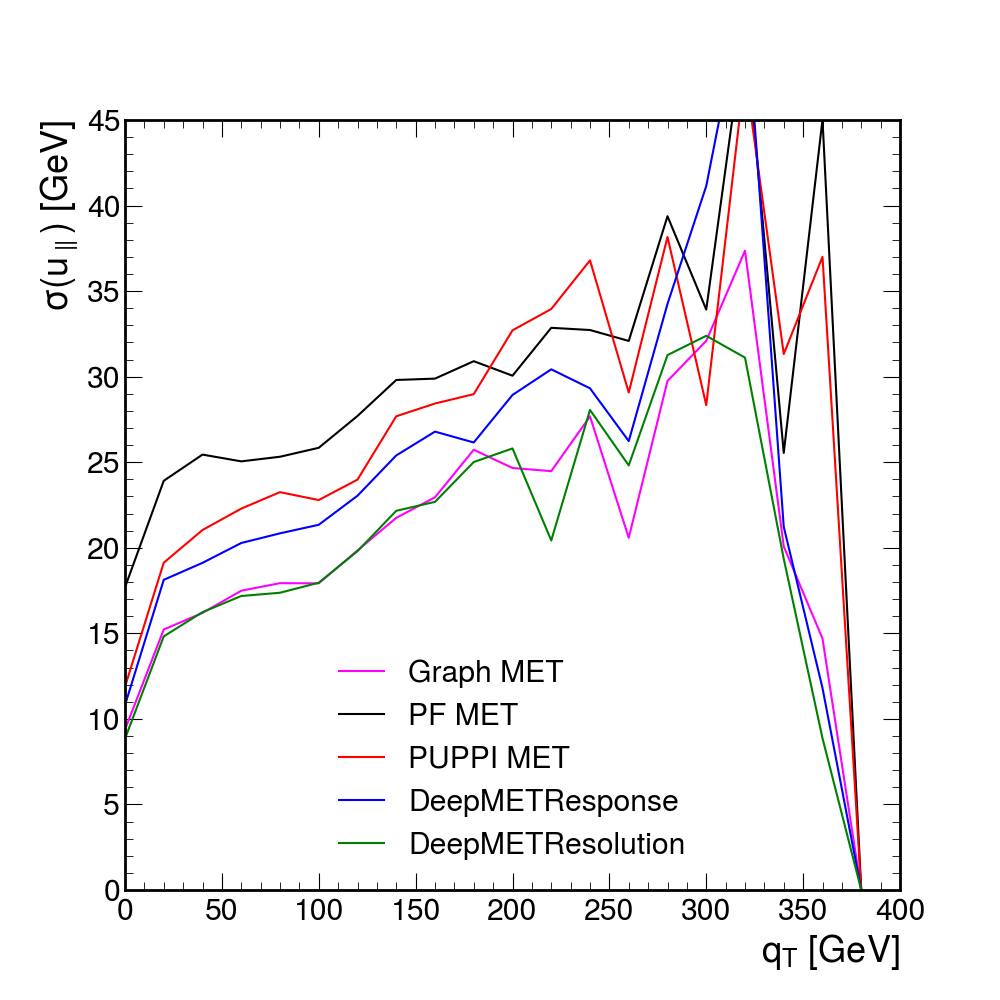 σ(u∥) [GeV]
45
40
35
30
25
20
15
10
5
0
Graph MET
PF MET
PUPPI MET
DeepMETResponse
DeepMETResolution
0 50 100 150 200 250 300 350 400
qT [GeV]